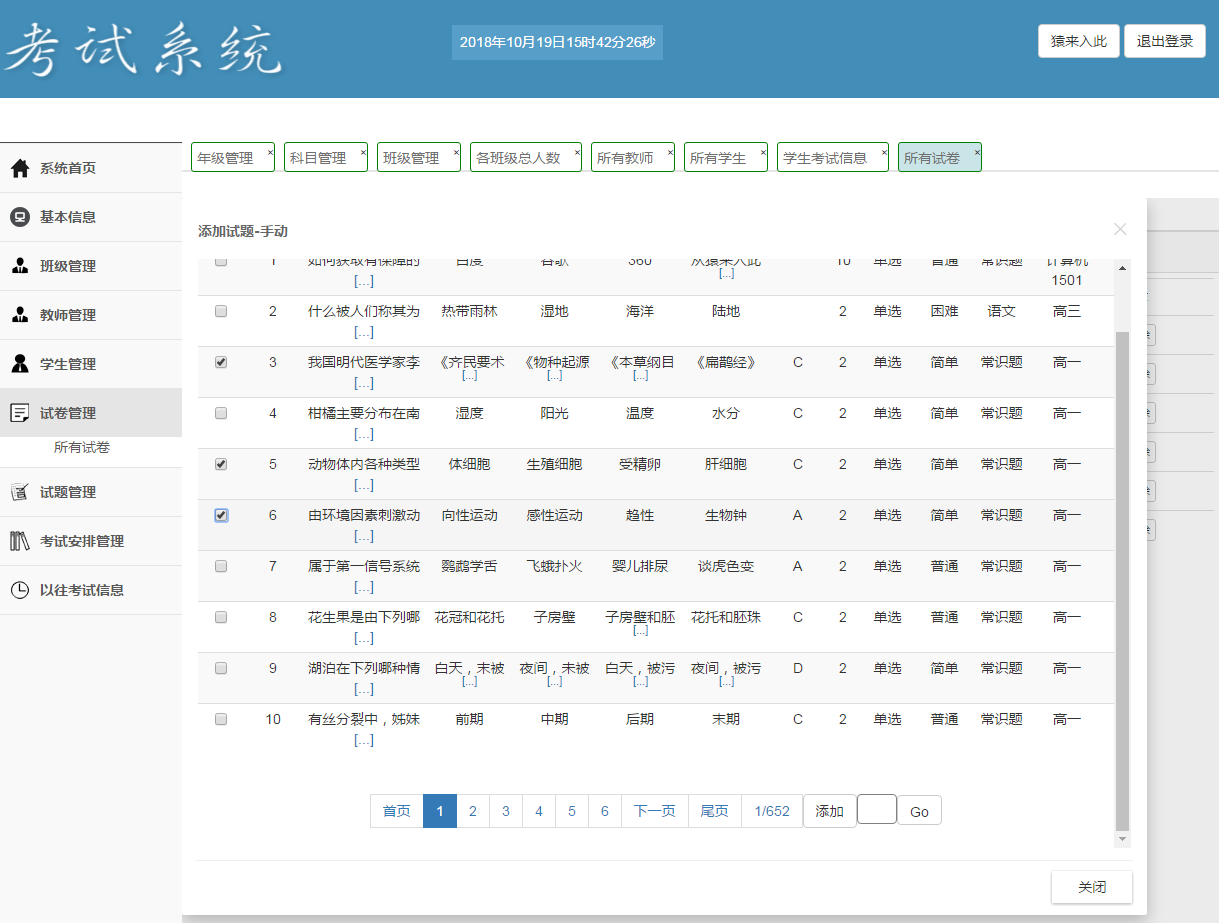 考试系统
2018年10月19日15时42分26秒
猿来入此 退出登录
年级管理 × 科目管理 × 班级管理 × 各班级总人数 × 所有教师 × 所有学生 × 学生考试信息 × 所有试卷 ×
系统首页
基本信息
班级管理
教师管理
学生管理
试卷管理
所有试卷
试题管理
考试安排管理
以往考试信息
添加试题-手动 ×
1 如何获取有保障的 百度 谷歌 360 从猿来入此 10 单选 普通 常识题 计算机
[...] [...] 1501
2 什么被人们称其为 热带雨林 湿地 海洋 陆地 2 单选 困难 语文 高三
[...]
3 我国明代医学家李 《齐民要术 《物种起源 《本草纲目 《扁鹊经》 C 2 单选 简单 常识题 高一
[...] [...] [...] [...]
4 柑橘主要分布在南 湿度 阳光 温度 水分 C 2 单选 简单 常识题 高一
[...]
5 动物体内各种类型 体细胞 生殖细胞 受精卵 肝细胞 C 2 单选 简单 常识题 高一
[...]
6 由环境因素刺激动 向性运动 感性运动 趋性 生物钟 A 2 单选 简单 常识题 高一
[...]
7 属于第一信号系统 鹦鹉学舌 飞蛾扑火 婴儿排尿 谈虎色变 A 2 单选 普通 常识题 高一
[...]
8 花生果是由下列哪 花冠和花托 子房壁 子房壁和胚 花托和胚珠 C 2 单选 普通 常识题 高一
[...] [...]
9 湖泊在下列哪种情 白天，未被 夜间，未被 白天，被污 夜间，被污 D 2 单选 简单 常识题 高一
[...] [...] [...] [...] [...]
10 有丝分裂中，姊妹 前期 中期 后期 末期 C 2 单选 普通 常识题 高一
[...]
首页 1 2 3 4 5 6 下一页 尾页 1/652 添加 Go
关闭